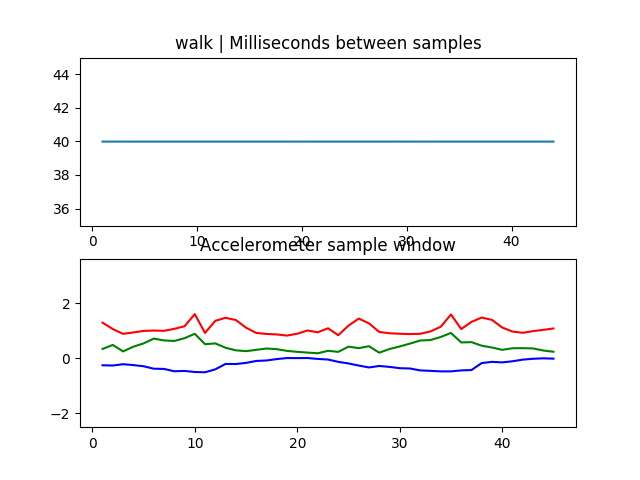 walk | Milliseconds between samples
44
42
40
38
36
0 10 20 30 40
Accelerometer sample window
2
0
−2
0 10 20 30 40